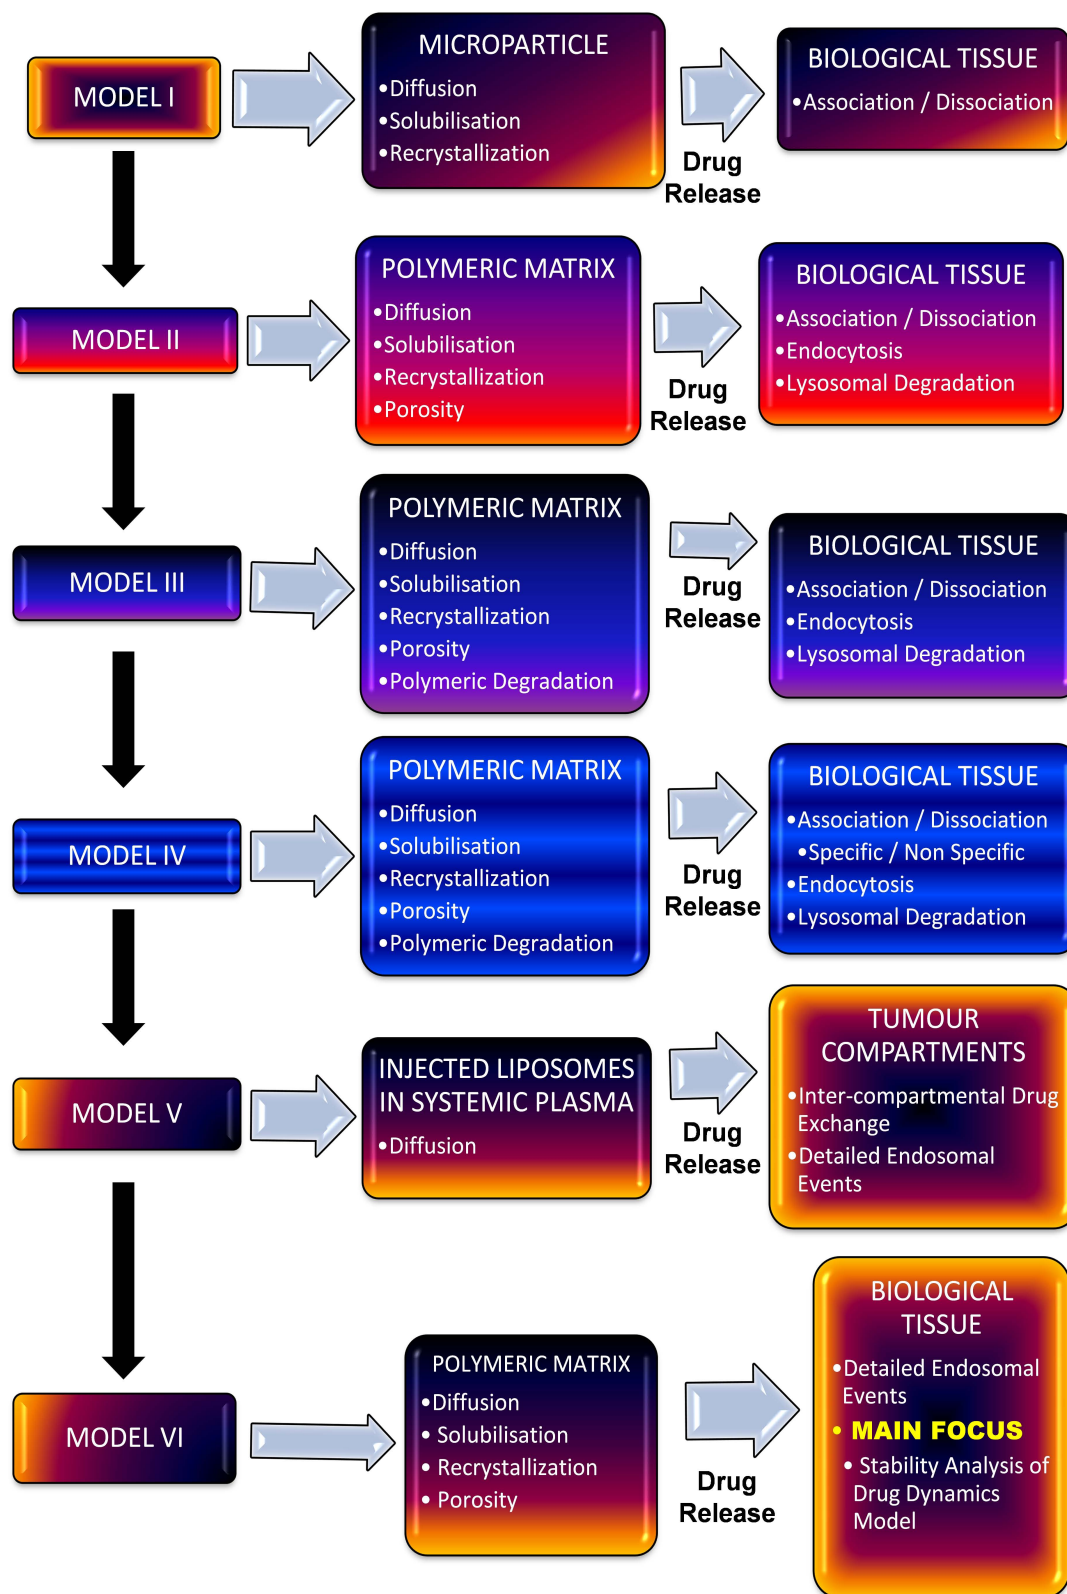 MODEL I
MICROPARTICLE
•Diffusion
•Solubilisation
•Recrystallization
Drug
Release
BIOLOGICAL TISSUE
•Association / Dissociation
MODEL II
POLYMERIC MATRIX
•Diffusion
•Solubilisation
•Recrystallization
•Porosity
Drug
Release
BIOLOGICAL TISSUE
•Association / Dissociation
•Endocytosis
•Lysosomal Degradation
MODEL III
POLYMERIC MATRIX
•Diffusion
•Solubilisation
•Recrystallization
•Porosity
•Polymeric Degradation
Drug
Release
BIOLOGICAL TISSUE
•Association / Dissociation
•Endocytosis
•Lysosomal Degradation
MODEL IV
POLYMERIC MATRIX
•Diffusion
•Solubilisation
•Recrystallization
•Porosity
•Polymeric Degradation
Drug
Release
BIOLOGICAL TISSUE
•Association / Dissociation
•Specific / Non Specific
•Endocytosis
•Lysosomal Degradation
MODEL V
INJECTED LIPOSOMES
IN SYSTEMIC PLASMA
•Diffusion
Drug
Release
TUMOUR
COMPARTMENTS
•Inter-compartmental Drug
Exchange
•Detailed Endosomal
Events
MODEL VI
POLYMERIC MATRIX
•Diffusion
• Solubilisation
• Recrystallization
• Porosity
Drug
Release
BIOLOGICAL
TISSUE
•Detailed Endosomal
Events
• MAIN FOCUS
• Stability Analysis of
Drug Dynamics
Model